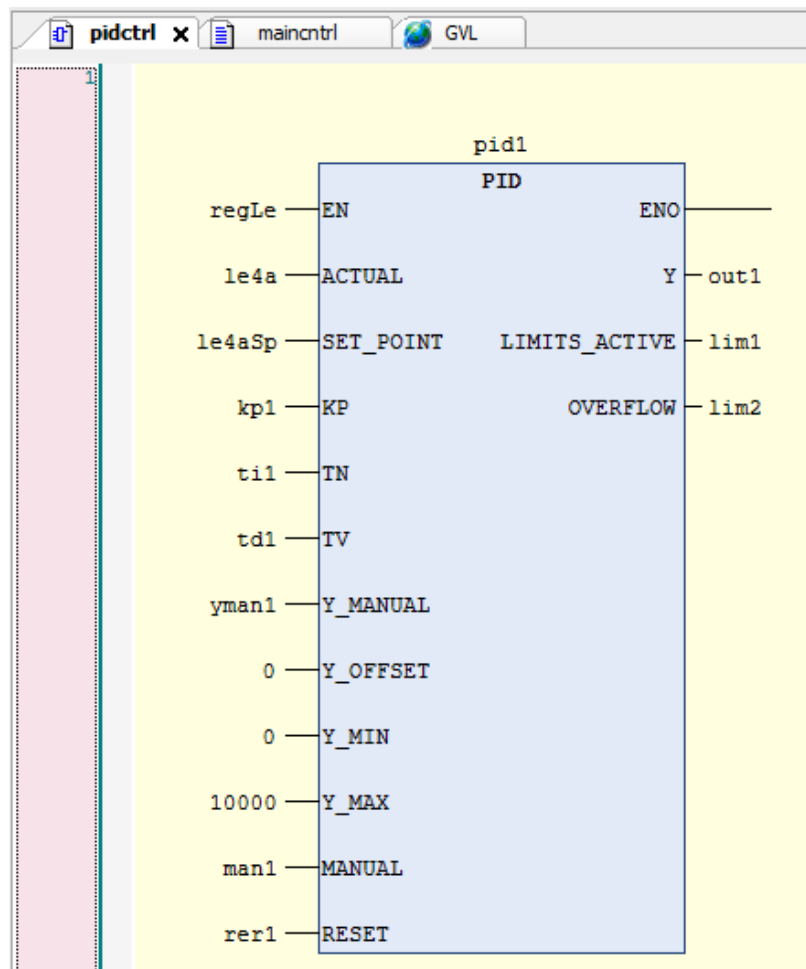 pidctrl maincntrl GVL
1
pid1
PID
regLe EN ENO
le4a ACTUAL Y out1
le4aSp SET_POINT LIMITS_ACTIVE lim1
kp1 KP OVERFLOW lim2
ti1 TN
td1 TV
yman1 Y_MANUAL
0 Y_OFFSET
0 Y_MIN
10000 Y_MAX
man1 MANUAL
rer1 RESET